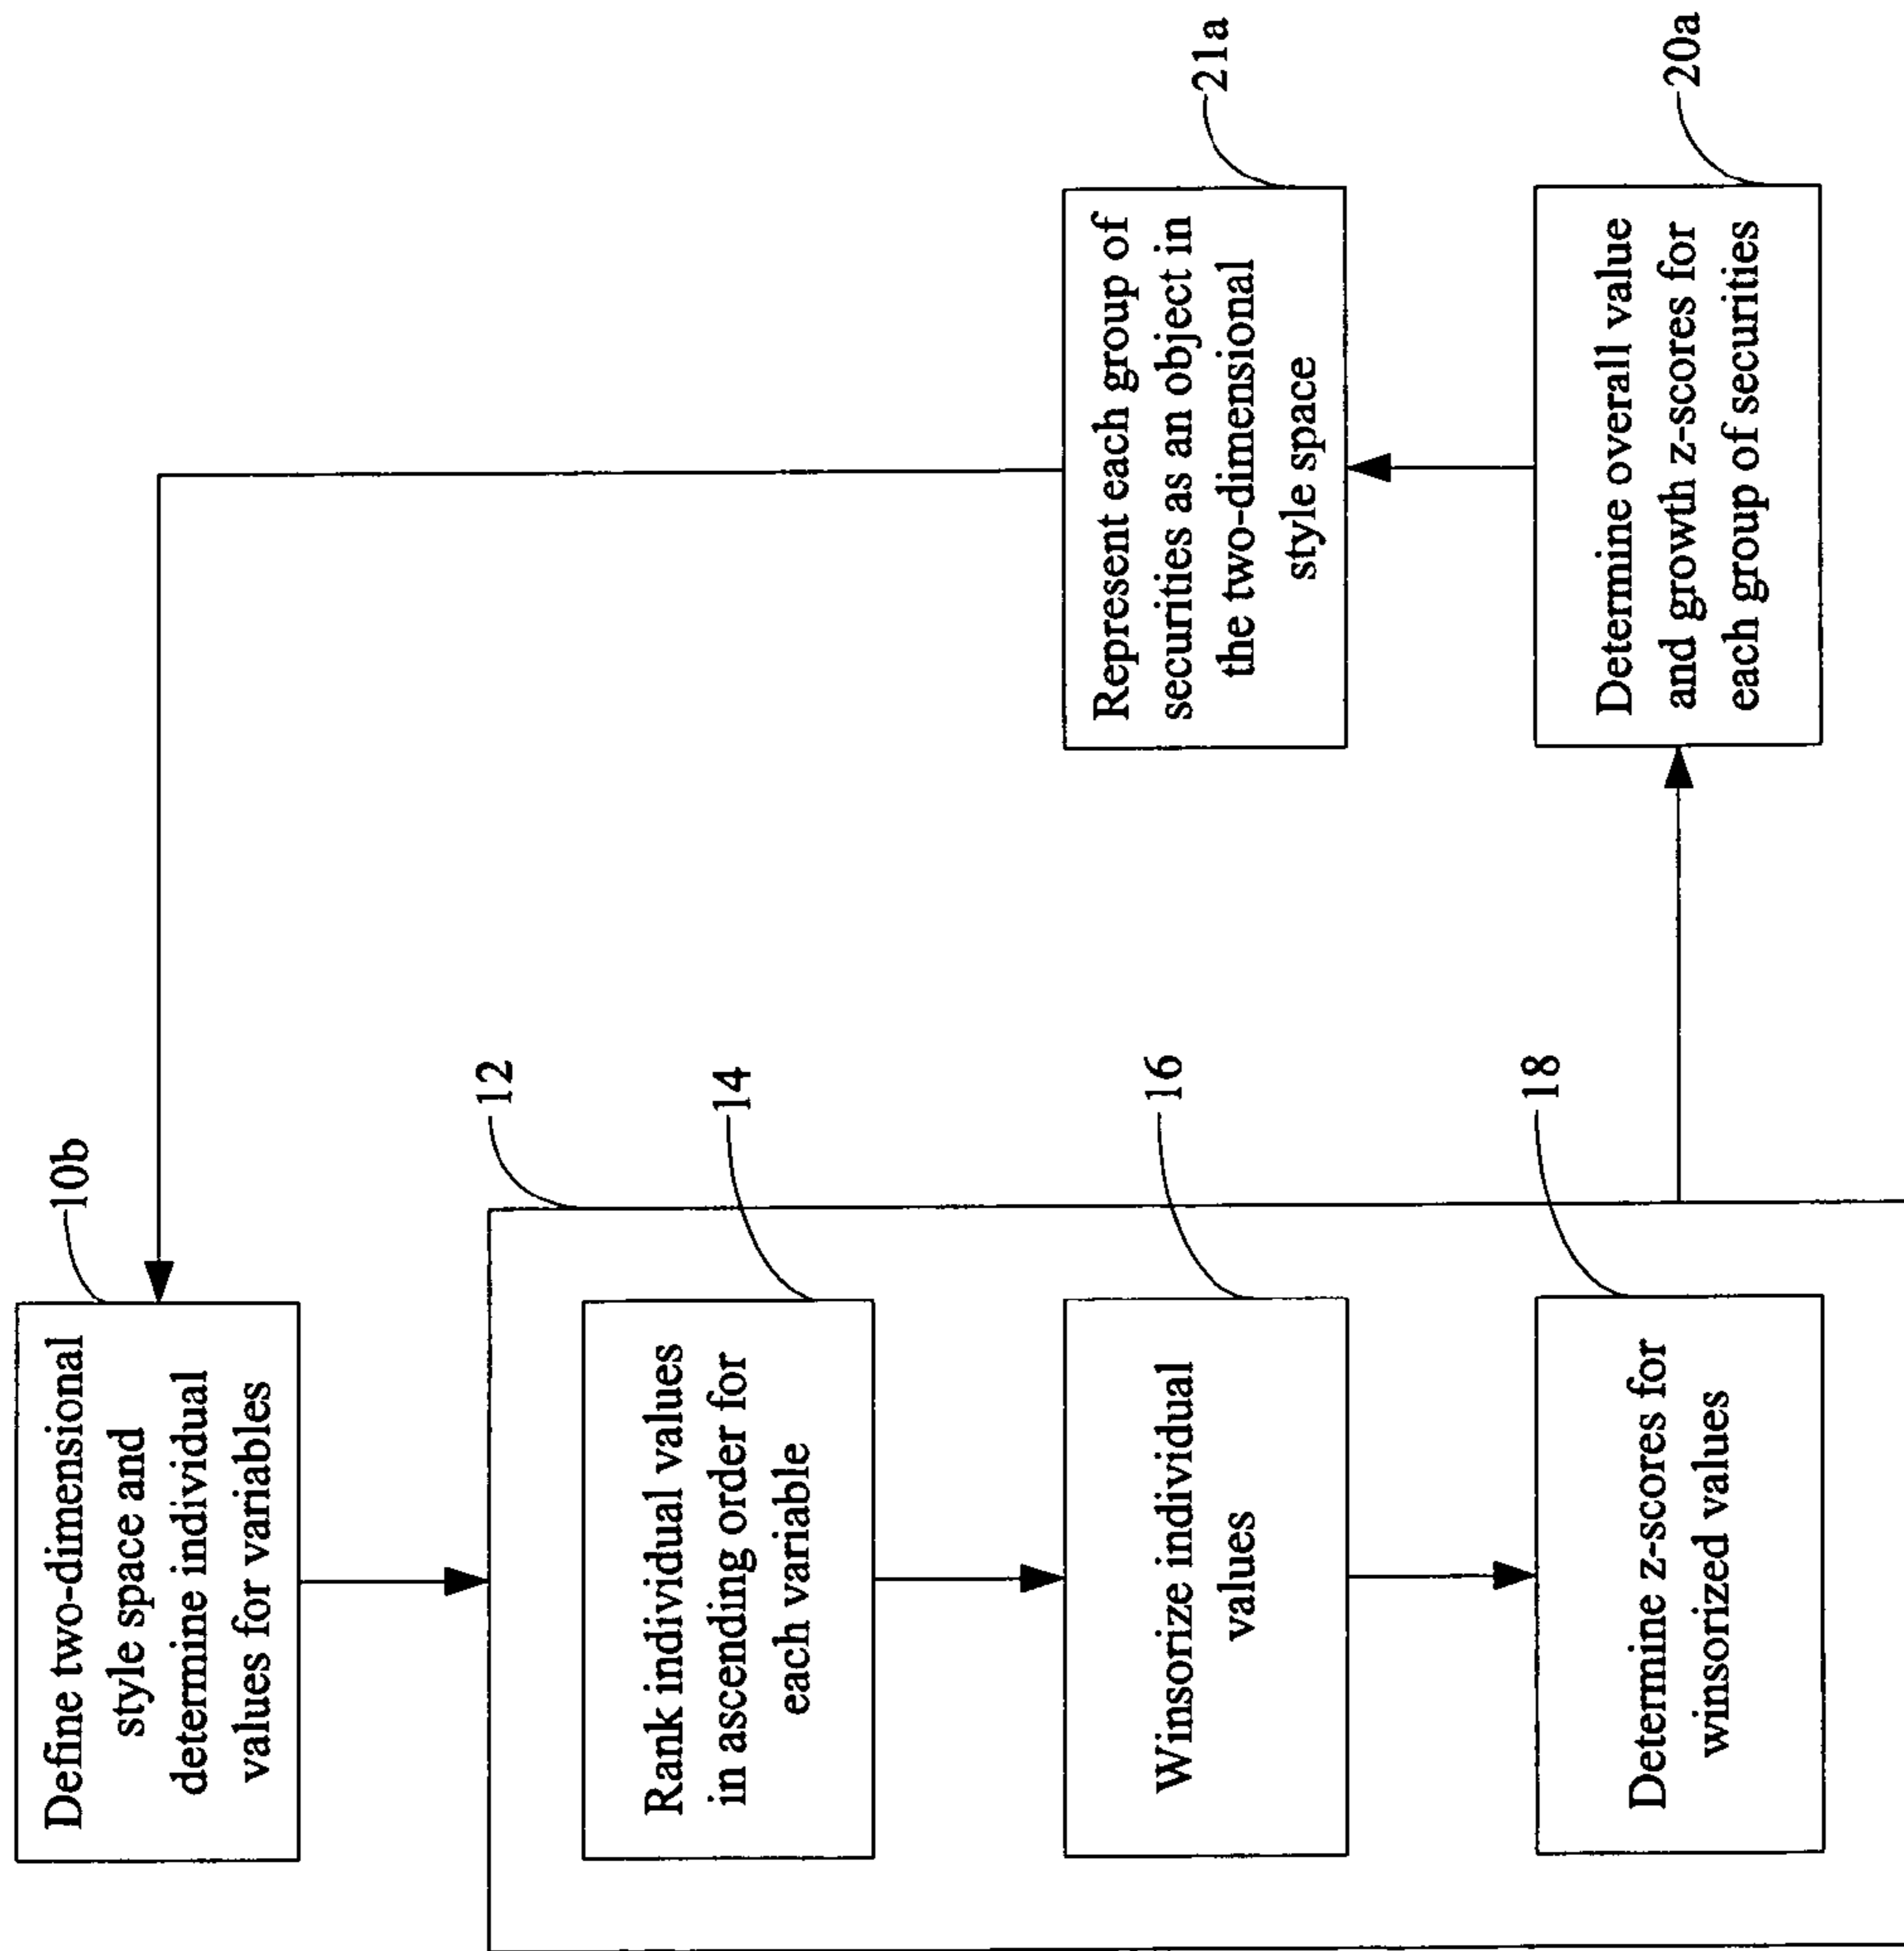 10b
Define two-dimensional
style space and
determine individual
values for variables
12
14
Rank individual values
in ascending order for
each variable
16
Winsorize individual
values
18
Determine z-scores for
winsorized values
21a
Represent each group of
securities as an object in
the two-dimensional
style space
20a
Determine overall value
and growth z-scores for
each group of securities